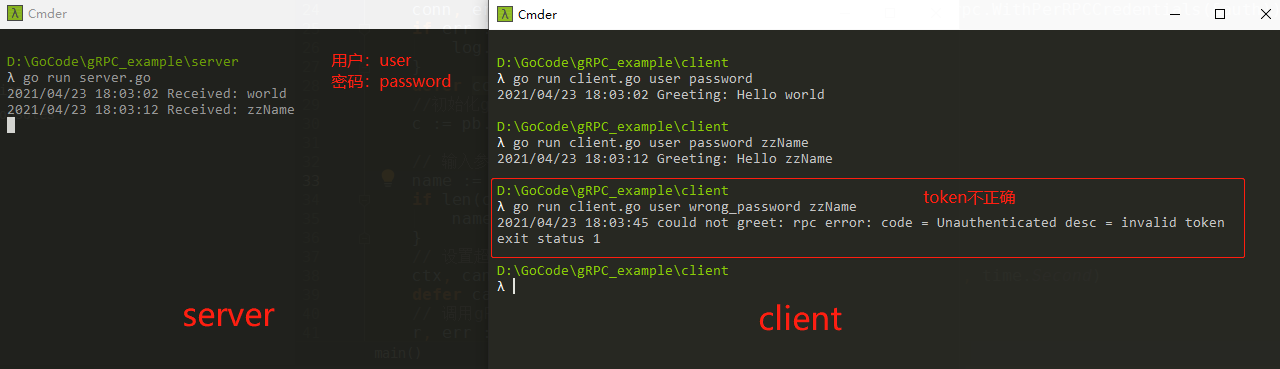 Cmder
D:\GoCode\gRPC_example\server
λ go run server.go
2021/04/23 18:03:02 Received: world
2021/04/23 18:03:12 Received: zzName
用户：user
密码：password
server
Cmder
D:\GoCode\gRPC_example\client
λ go run client.go user password
2021/04/23 18:03:02 Greeting: Hello world
D:\GoCode\gRPC_example\client
λ go run client.go user password zzName
2021/04/23 18:03:12 Greeting: Hello zzName
D:\GoCode\gRPC_example\client
token不正确
λ go run client.go user wrong_password zzName
2021/04/23 18:03:45 could not greet: rpc error: code = Unauthenticated desc = invalid token
exit status 1
D:\GoCode\gRPC_example\client
λ
client
main()